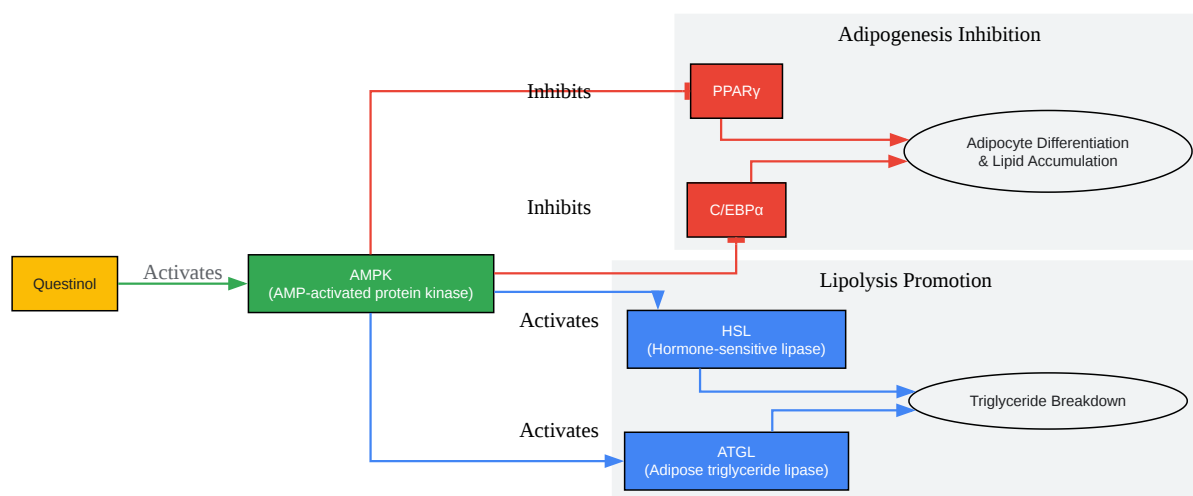 Adipogenesis Inhibition
Inhibits
PPARγ
Adipocyte Differentiation
& Lipid Accumulation
Inhibits
C/EBPα
Questinol
Activates
AMPK
(AMP-activated protein kinase)
Lipolysis Promotion
Activates
HSL
(Hormone-sensitive lipase)
Triglyceride Breakdown
Activates
ATGL
(Adipose triglyceride lipase)